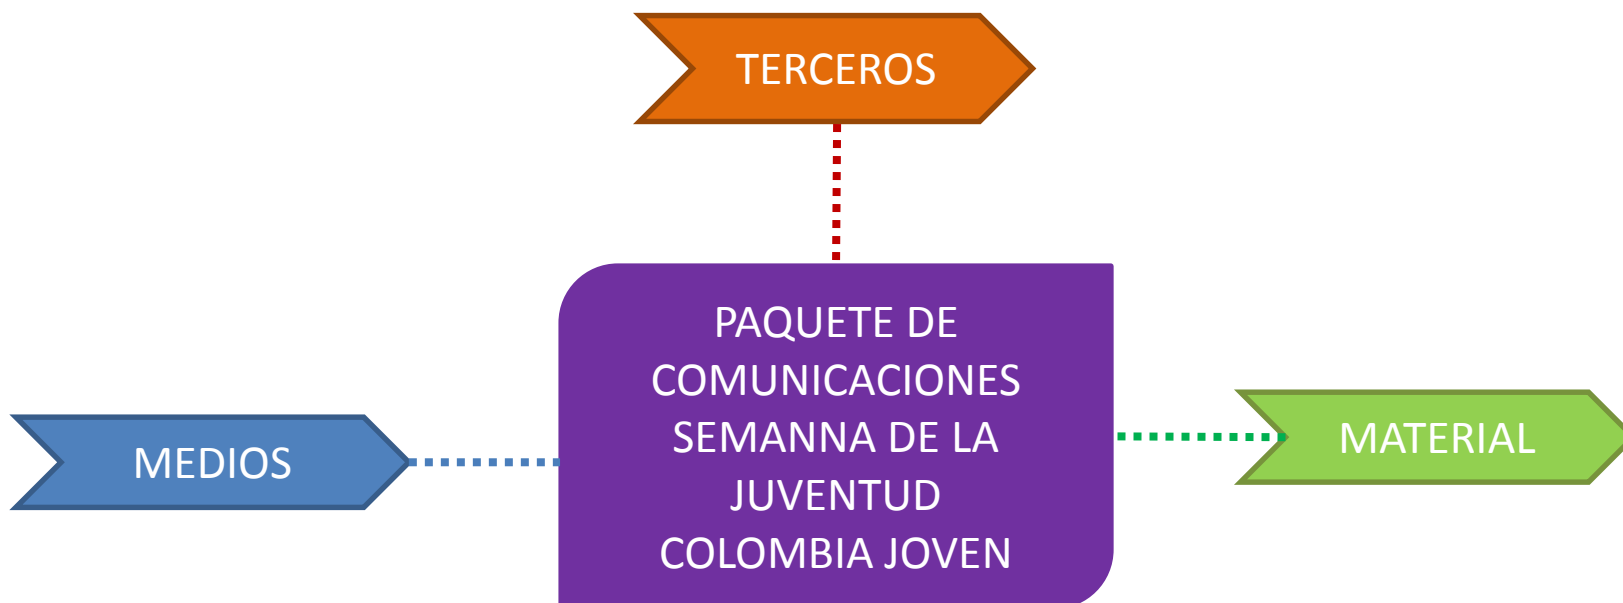 TERCEROS
PAQUETE DE
COMUNICACIONES
SEMANNA DE LA
JUVENTUD
COLOMBIA JOVEN
MEDIOS
MATERIAL